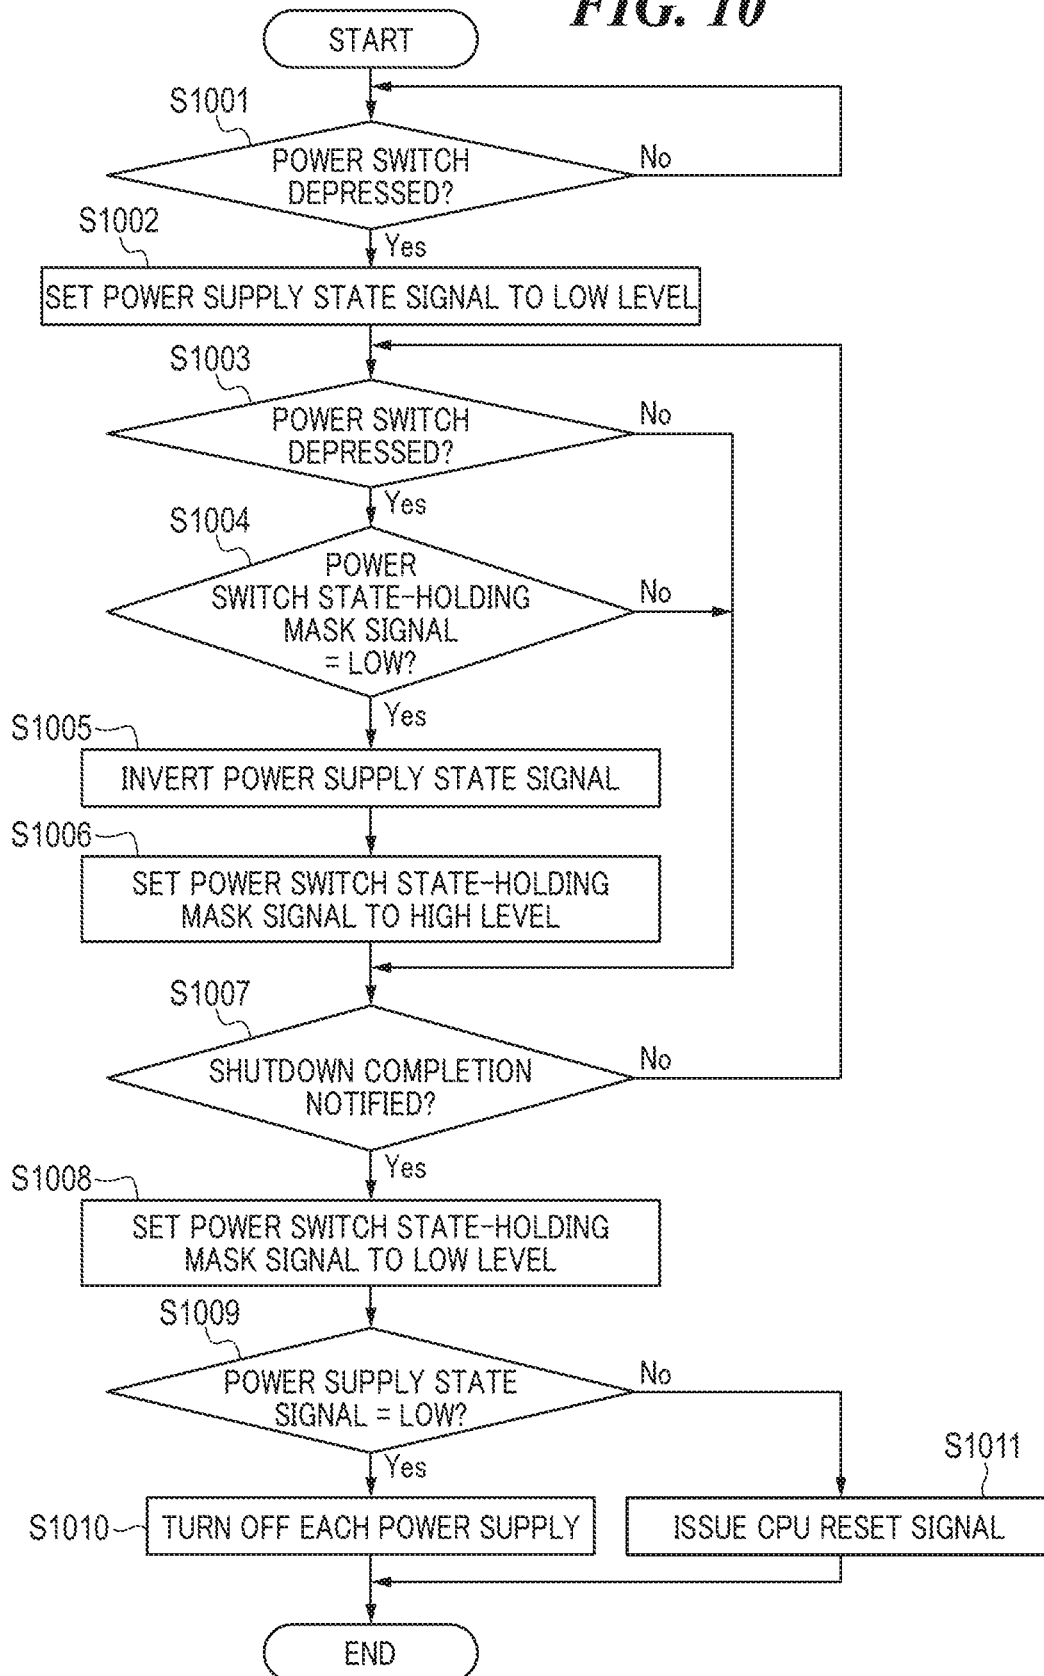 FIG. 10
START
S1001
POWER SWITCH
DEPRESSED?
No
Yes
S1002
SET POWER SUPPLY STATE SIGNAL TO LOW LEVEL
S1003
POWER SWITCH
DEPRESSED?
No
Yes
S1004
POWER
SWITCH STATE-HOLDING
MASK SIGNAL
= LOW?
No
Yes
S1005
INVERT POWER SUPPLY STATE SIGNAL
S1006
SET POWER SWITCH STATE-HOLDING
MASK SIGNAL TO HIGH LEVEL
S1007
SHUTDOWN COMPLETION
NOTIFIED?
No
Yes
S1008
SET POWER SWITCH STATE-HOLDING
MASK SIGNAL TO LOW LEVEL
S1009
POWER SUPPLY STATE
SIGNAL = LOW?
No
Yes
S1010
TURN OFF EACH POWER SUPPLY
S1011
ISSUE CPU RESET SIGNAL
END